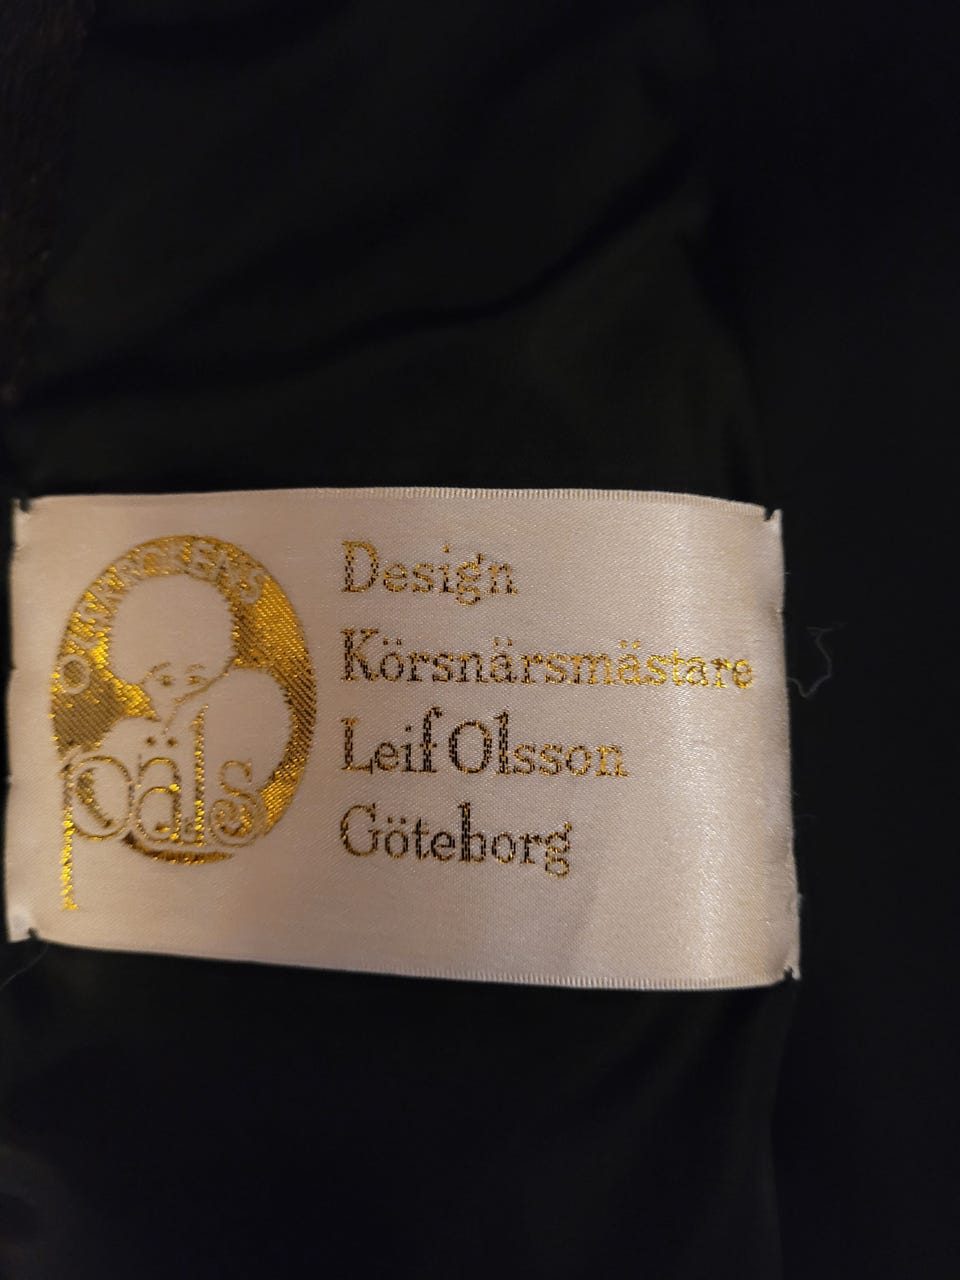 päls
Design
Körsnärsmästare
Leif Olsson
Göteborg